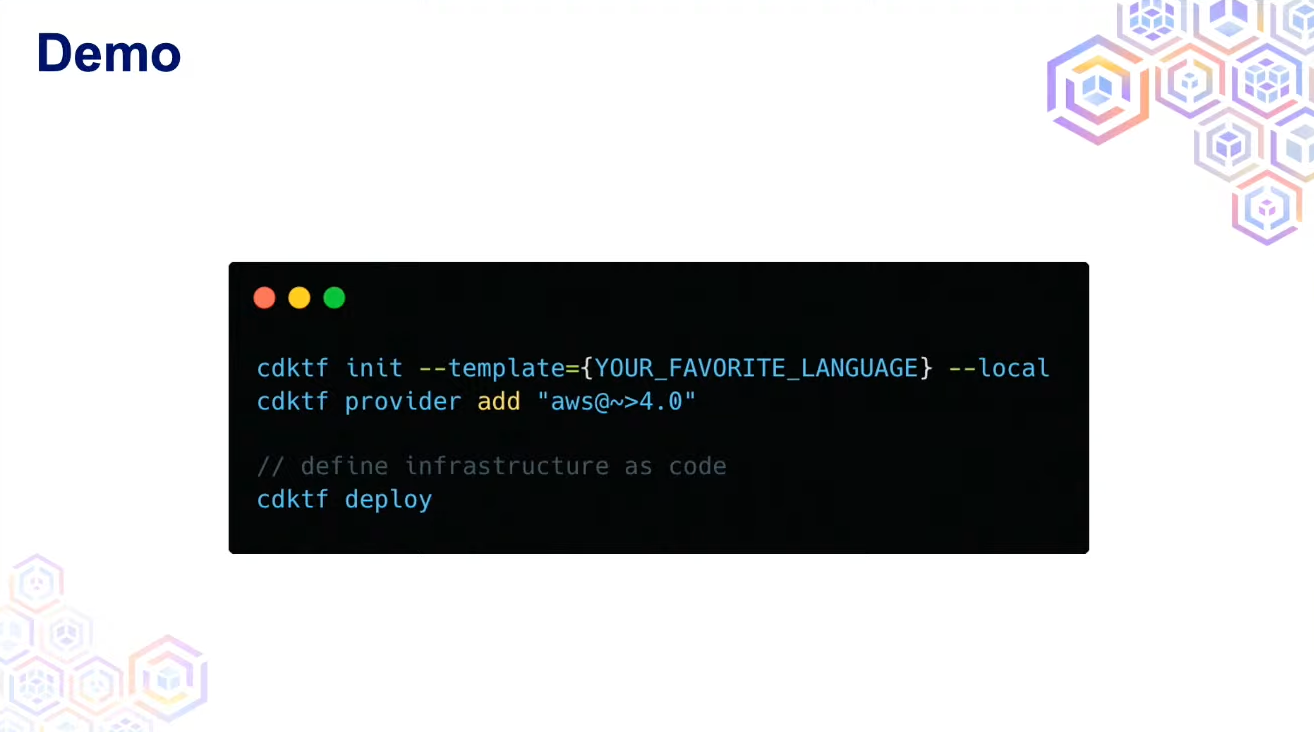 Demo
cdktf init --template={YOUR_FAVORITE_LANGUAGE} --local
cdktf provider add "aws@~>4.0"
// define infrastructure as code
cdktf deploy